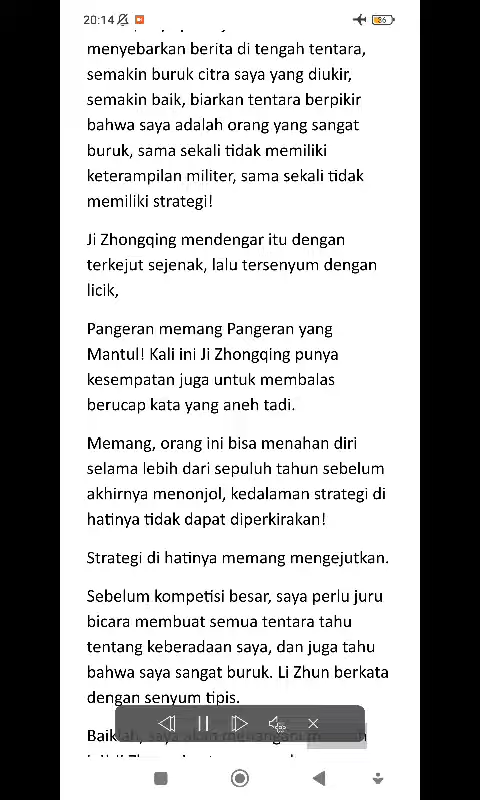 20:14
36
menyebarkan berita di tengah tentara,
semakin buruk citra saya yang diukir,
semakin baik, biarkan tentara berpikir
bahwa saya adalah orang yang sangat
buruk, sama sekali tidak memiliki
keterampilan militer, sama sekali tidak
memiliki strategi!
Ji Zhongqing mendengar itu dengan
terkejut sejenak, lalu tersenyum dengan
licik,
Pangeran memang Pangeran yang
Mantul! Kali ini Ji Zhongqing punya
kesempatan juga untuk membalas
berucap kata yang aneh tadi.
Memang, orang ini bisa menahan diri
selama lebih dari sepuluh tahun sebelum
akhirnya menonjol, kedalaman strategi di
hatinya tidak dapat diperkirakan!
Strategi di hatinya memang mengejutkan.
Sebelum kompetisi besar, saya perlu juru
bicara membuat semua tentara tahu
tentang keberadaan saya, dan juga tahu
bahwa saya sangat buruk. Li Zhun berkata
dengan senyum tipis.
Baiklah, saya akan menangani